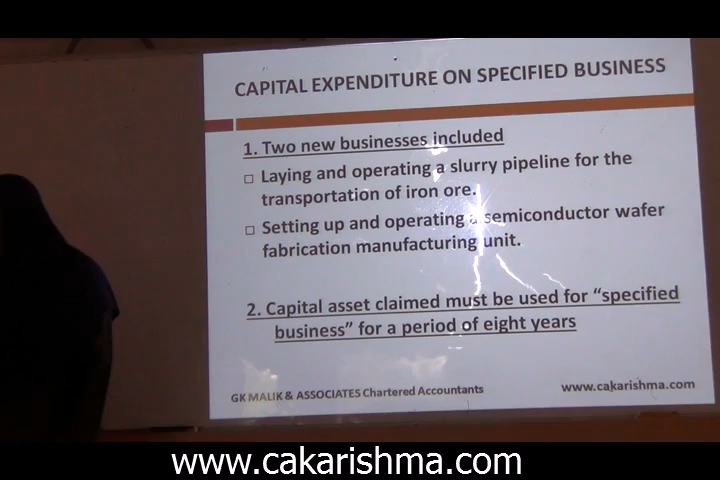 CAPITAL EXPENDITURE ON SPECIFIED BUSINESS
1. Two new businesses included
Laying and operating a slurry pipeline for the
transportation of iron ore.
Setting up and operating a semiconductor wafer
fabrication manufacturing unit.
2. Capital asset claimed must be used for “specified
business” for a period of eight years
GK MALIK & ASSOCIATES Chartered Accountants
www.cakarishma.com
www.cakarishma.com